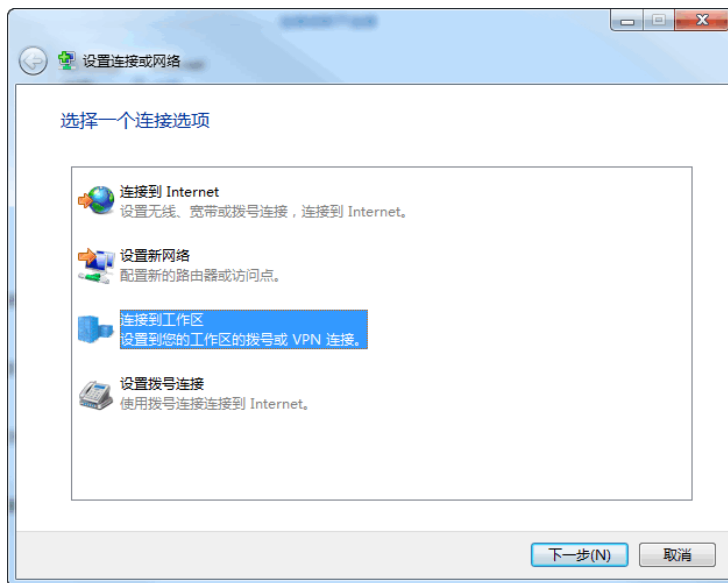 设置连接或网络
选择一个连接选项
连接到 Internet
设置无线、宽带或拨号连接，连接到 Internet。
设置新网络
配置新的路由器或访问点。
连接到工作区
设置到您的工作区的拨号或 VPN 连接。
设置拨号连接
使用拨号连接连接到 Internet。
下一步(N)
取消